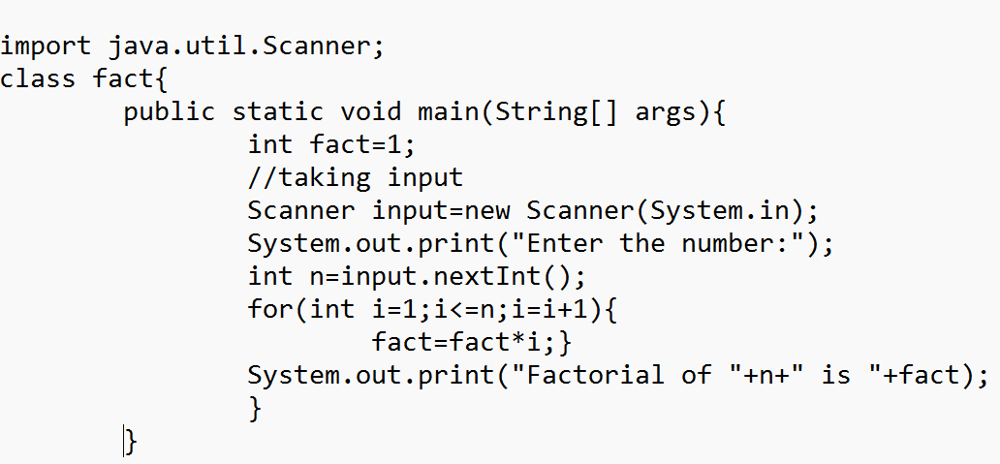 import java.util.Scanner;
class fact{
public static void main(String[] args){
int fact=1;
//taking input
Scanner input=new Scanner(System.in);
System.out.print("Enter the number:");
int n=input.nextInt();
for(int i=1;i<=n;i=i+1){
fact=fact*i;}
System.out.print("Factorial of "+n+" is "+fact);
}
}